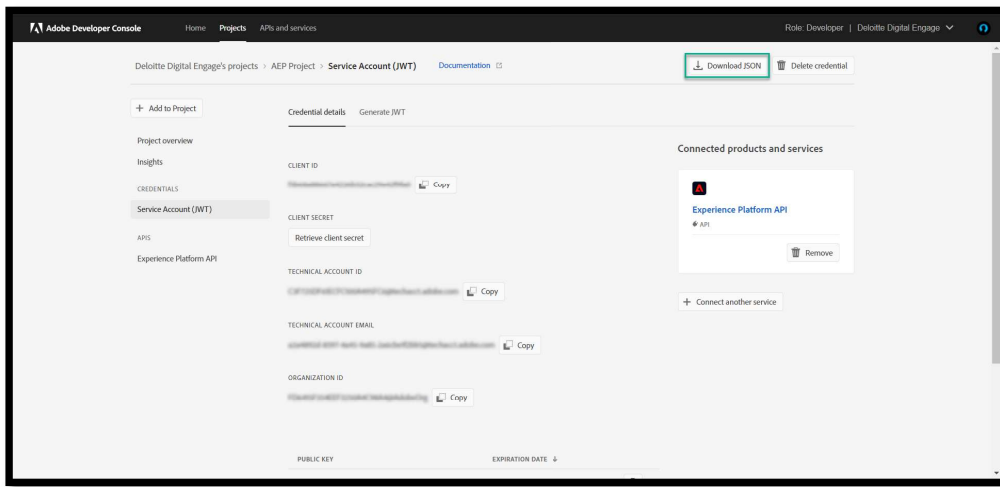 Adobe Developer Console Home Projects APIs and services Role: Developer | Deloitte Digital Engage
Deloitte Digital Engage's projects > AEP Project > Service Account (JWT) Documentation Download JSON Delete credential
+ Add to Project
Credential details Generate JWT
Project overview
Insights
CREDENTIALS
Service Account (JWT)
APIS
Experience Platform API
CLIENT ID
Copy
CLIENT SECRET
Retrieve client secret
TECHNICAL ACCOUNT ID
Copy
TECHNICAL ACCOUNT EMAIL
Copy
ORGANIZATION ID
Copy
PUBLIC KEY EXPIRATION DATE ↓
Connected products and services
Experience Platform API
API
Remove
+ Connect another service